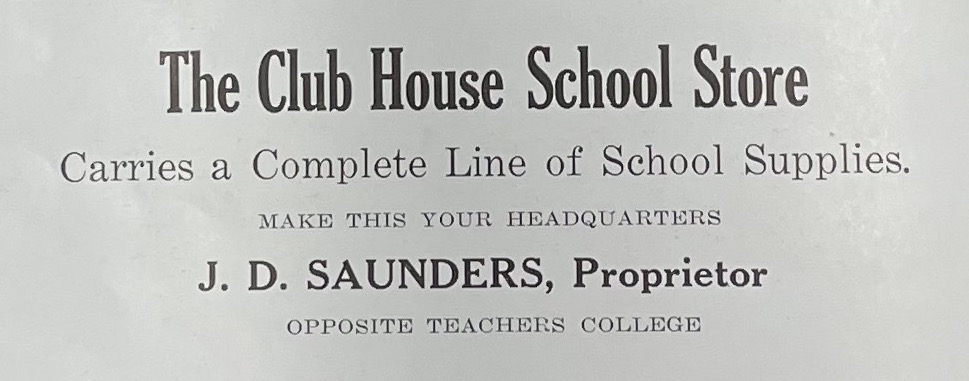 The Club House School Store
Carries a Complete Line of School Supplies.
MAKE THIS YOUR HEADQUARTERS
J. D. SAUNDERS, Proprietor
OPPOSITE TEACHERS COLLEGE